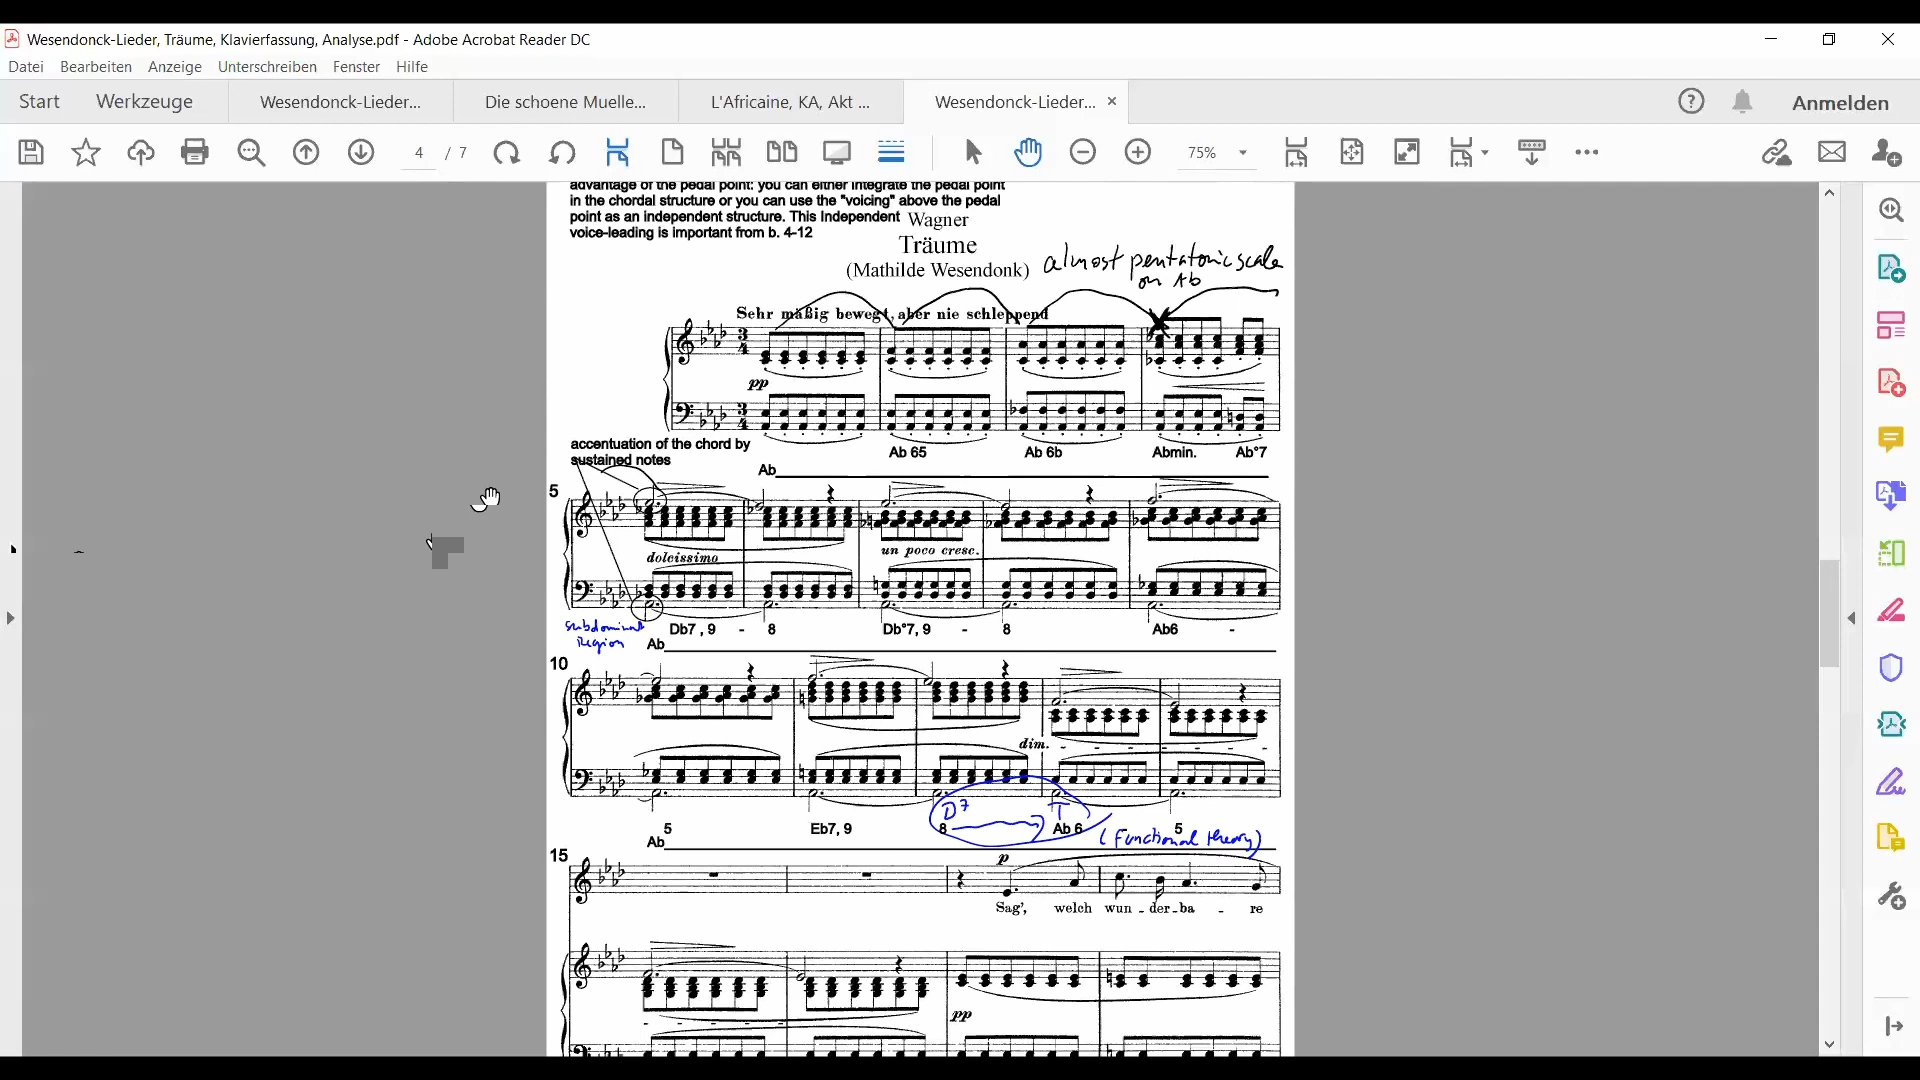 Wesendonck-Lieder, Träume, Klavierfassung, Analyse.pdf - Adobe Acrobat Reader DC
Datei Bearbeiten Anzeige Unterschreiben Fenster Hilfe
Start Werkzeuge Wesendonck-Lieder... Die schoene Muelle... L'Africaine, KA, Akt ... Wesendonck-Lieder... × Anmelden
4 / 7 75%
advantage of the pedal point: you can either integrate the pedal point
in the chordal structure or you can use the "voicing" above the pedal
point as an independent structure. This Independent
voice-leading is important from b. 4-12
Wagner
Träume
(Mathilde Wesendonk)
almost pentatonic scale
on Ab
Sehr mäßig bewegt, aber nie schleppend
pp
accentuation of the chord by
sustained notes
Ab 65 Ab 6b Abmin. Ab°7
Ab
5
dolcissimo un poco cresc.
subdominant
region
Db7, 9 - 8 Db°7, 9 - 8 Ab6 -
Ab
10
dim.
D7 T
5 Eb7, 9 8 Ab 6 5
(Functional theory)
Ab
15
p
Sag', welch wun - der - ba - re
pp